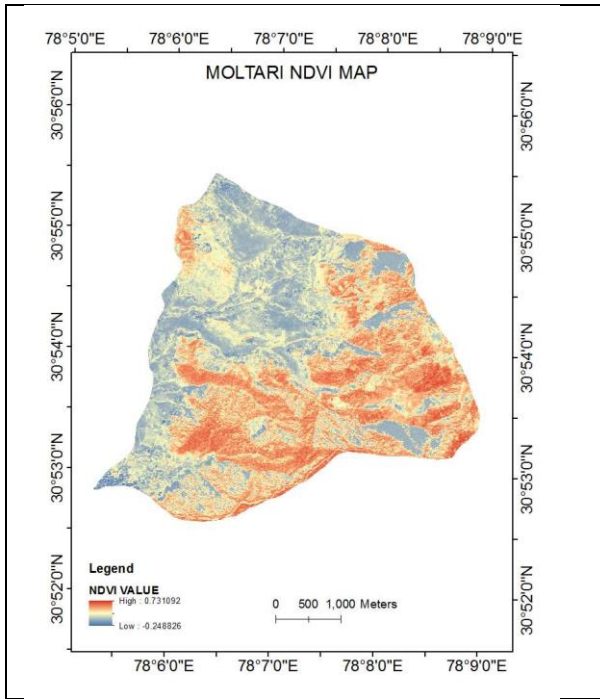 78°5'0"E 78°6'0"E 78°7'0"E 78°8'0"E 78°9'0"E
MOLTARI NDVI MAP
30°56'0"N
30°56'0"N
30°55'0"N
30°55'0"N
30°54'0"N
30°54'0"N
30°53'0"N
30°53'0"N
30°52'0"N
30°52'0"N
Legend
NDVI VALUE
High : 0.731092
Low : -0.248826
0 500 1,000 Meters
78°6'0"E 78°7'0"E 78°8'0"E 78°9'0"E